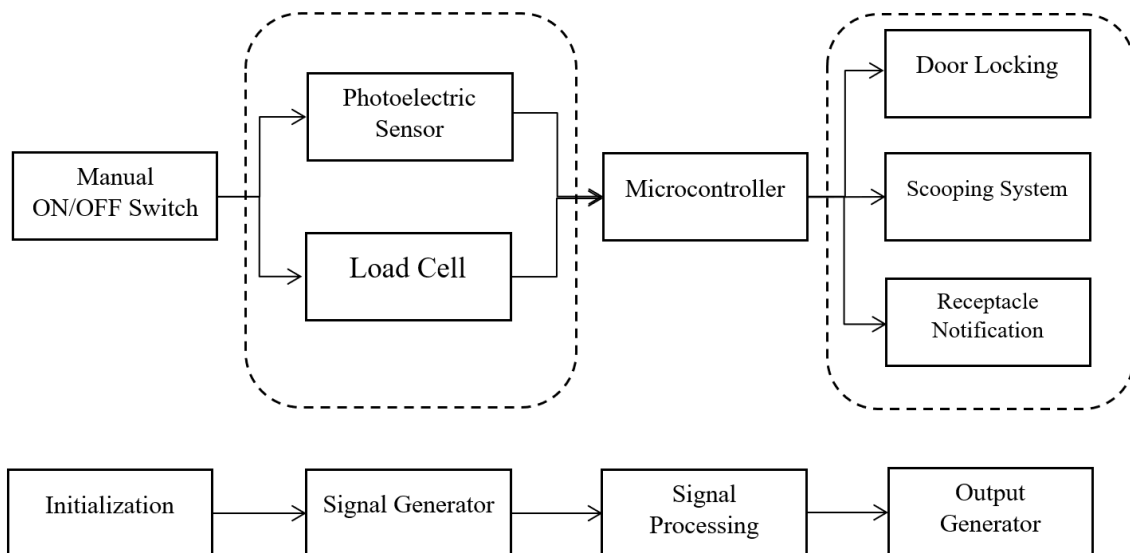 Door Locking
Photoelectric
Sensor
Manual
ON/OFF Switch
Microcontroller
Scooping System
Load Cell
Receptacle
Notification
Initialization
Signal Generator
Signal
Processing
Output
Generator